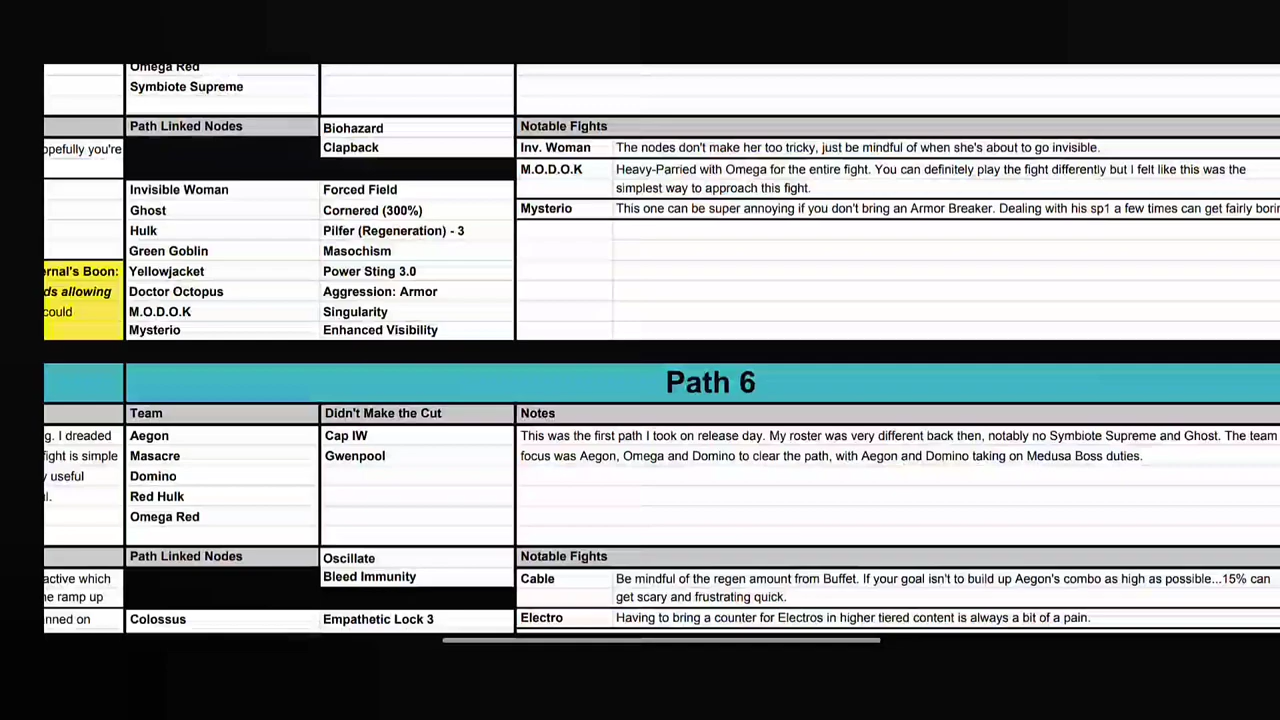 Omega Red
Symbiote Supreme
Path Linked Nodes Biohazard Notable Fights
opefully you're Clapback Inv. Woman The nodes don't make her too tricky, just be mindful of when she's about to go invisible.
M.O.D.O.K Heavy-Parried with Omega for the entire fight. You can definitely play the fight differently but I felt like this was the
Invisible Woman Forced Field simplest way to approach this fight.
Ghost Cornered (300%) Mysterio This one can be super annoying if you don't bring an Armor Breaker. Dealing with his sp1 a few times can get fairly borin
Hulk Pilfer (Regeneration) - 3
Green Goblin Masochism
ernal's Boon: Yellowjacket Power Sting 3.0
ds allowing Doctor Octopus Aggression: Armor
could M.O.D.O.K Singularity
Mysterio Enhanced Visibility
Path 6
Team Didn't Make the Cut Notes
g. I dreaded Aegon Cap IW This was the first path I took on release day. My roster was very different back then, notably no Symbiote Supreme and Ghost. The team
fight is simple Masacre Gwenpool focus was Aegon, Omega and Domino to clear the path, with Aegon and Domino taking on Medusa Boss duties.
y useful Domino
l. Red Hulk
Omega Red
Path Linked Nodes Oscillate Notable Fights
active which Bleed Immunity Cable Be mindful of the regen amount from Buffet. If your goal isn't to build up Aegon's combo as high as possible...15% can
ne ramp up get scary and frustrating quick.
nned on Colossus Empathetic Lock 3 Electro Having to bring a counter for Electros in higher tiered content is always a bit of a pain.